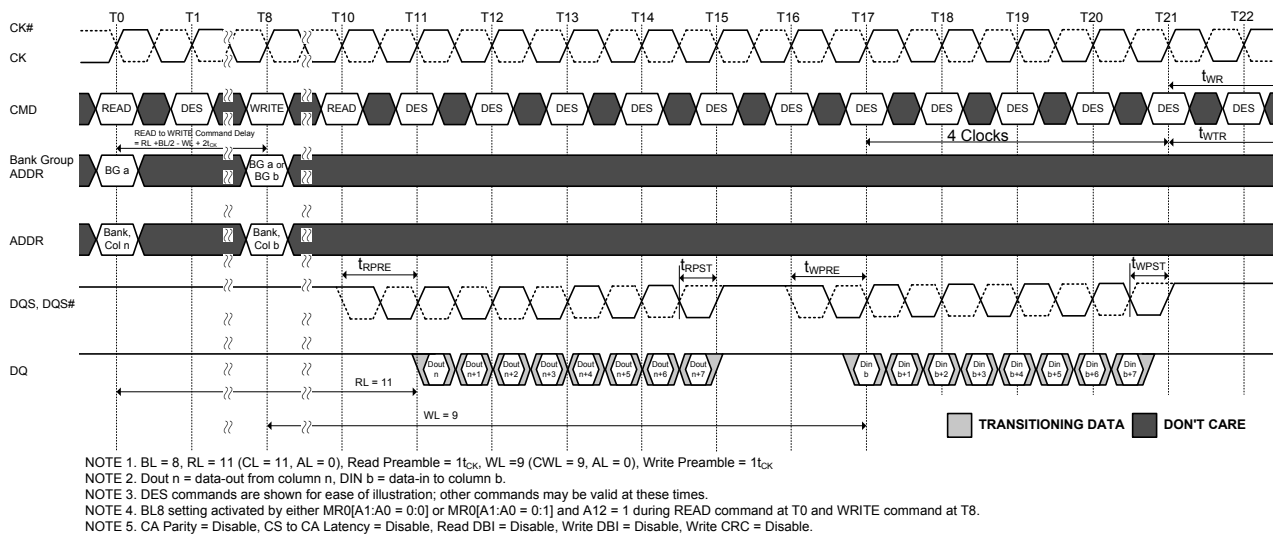 T0 T1 T8 T10 T11 T12 T13 T14 T15 T16 T17 T18 T19 T20 T21 T22
CK#
CK
tWR
CMD READ DES WRITE READ DES DES DES DES DES DES DES DES DES DES DES DES
READ to WRITE Command Delay
= RL +BL/2 - WL + 2tCK
4 Clocks
tWTR
Bank Group
ADDR
BG a
BG a or
BG b
ADDR
Bank,
Col n
Bank,
Col b
tRPRE tRPST tWPRE tWPST
DQS, DQS#
DQ
Dout Dout Dout Dout Dout Dout Dout Dout Din Din Din Din Din Din Din Din
n n+1 n+2 n+3 n+4 n+5 n+6 n+7 b b+1 b+2 b+3 b+4 b+5 b+6 b+7
RL = 11
WL = 9
TRANSITIONING DATA DON'T CARE
NOTE 1. BL = 8, RL = 11 (CL = 11, AL = 0), Read Preamble = 1tCK, WL =9 (CWL = 9, AL = 0), Write Preamble = 1tCK
NOTE 2. Dout n = data-out from column n, DIN b = data-in to column b.
NOTE 3. DES commands are shown for ease of illustration; other commands may be valid at these times.
NOTE 4. BL8 setting activated by either MR0[A1:A0 = 0:0] or MR0[A1:A0 = 0:1] and A12 = 1 during READ command at T0 and WRITE command at T8.
NOTE 5. CA Parity = Disable, CS to CA Latency = Disable, Read DBI = Disable, Write DBI = Disable, Write CRC = Disable.